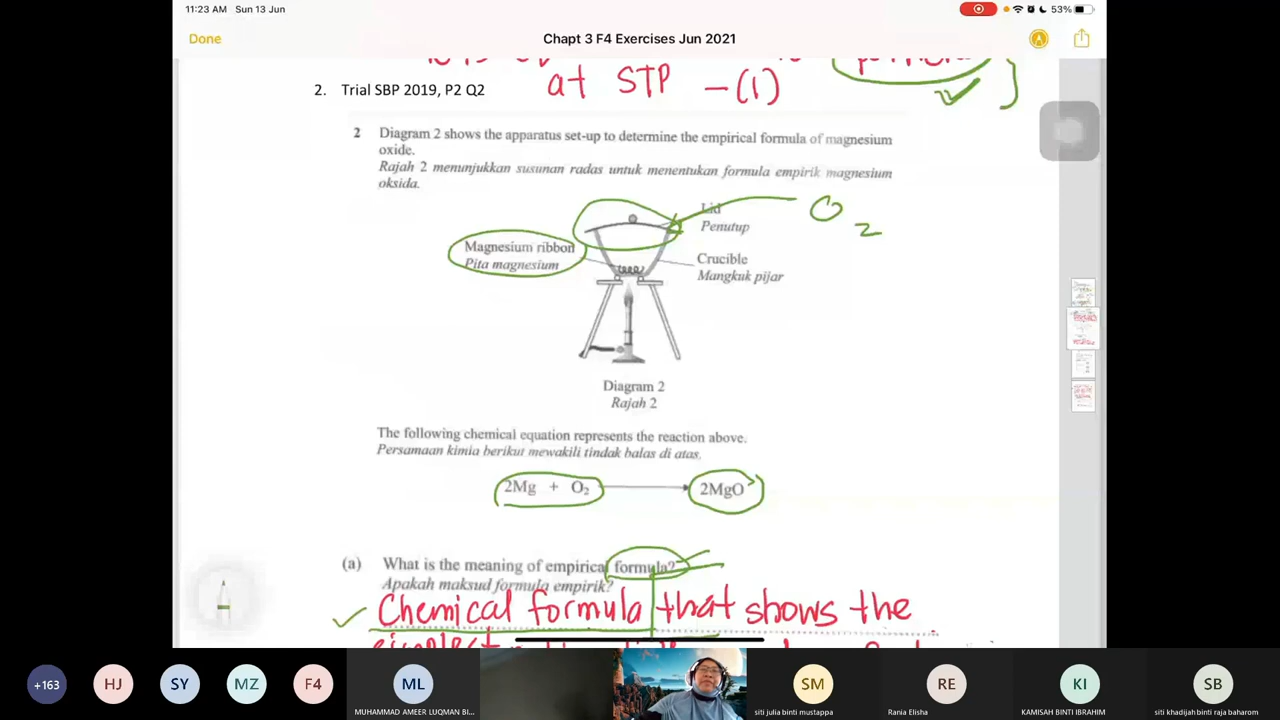 11:23 AM Sun 13 Jun
53%
Done
Chapt 3 F4 Exercises Jun 2021
at STP -(1)
2. Trial SBP 2019, P2 Q2
2 Diagram 2 shows the apparatus set-up to determine the empirical formula of magnesium
oxide.
Rajah 2 menunjukkan susunan radas untuk menentukan formula empirik magnesium
oksida.
Lid
Penutup
O2
Magnesium ribbon
Pita magnesium
Crucible
Mangkuk pijar
Diagram 2
Rajah 2
The following chemical equation represents the reaction above.
Persamaan kimia berikut mewakili tindak balas di atas.
2Mg + O₂ 2MgO
(a) What is the meaning of empirical formula?
Apakah maksud formula empirik?
Chemical formula that shows the
simplest
+163
HJ
SY
MZ
F4
ML
SM
RE
KI
SB
MUHAMMAD AMEER LUQMAN BI...
siti julia binti mustappa
Rania Elisha
KAMISAH BINTI IBRAHIM
siti khadijah binti raja baharom